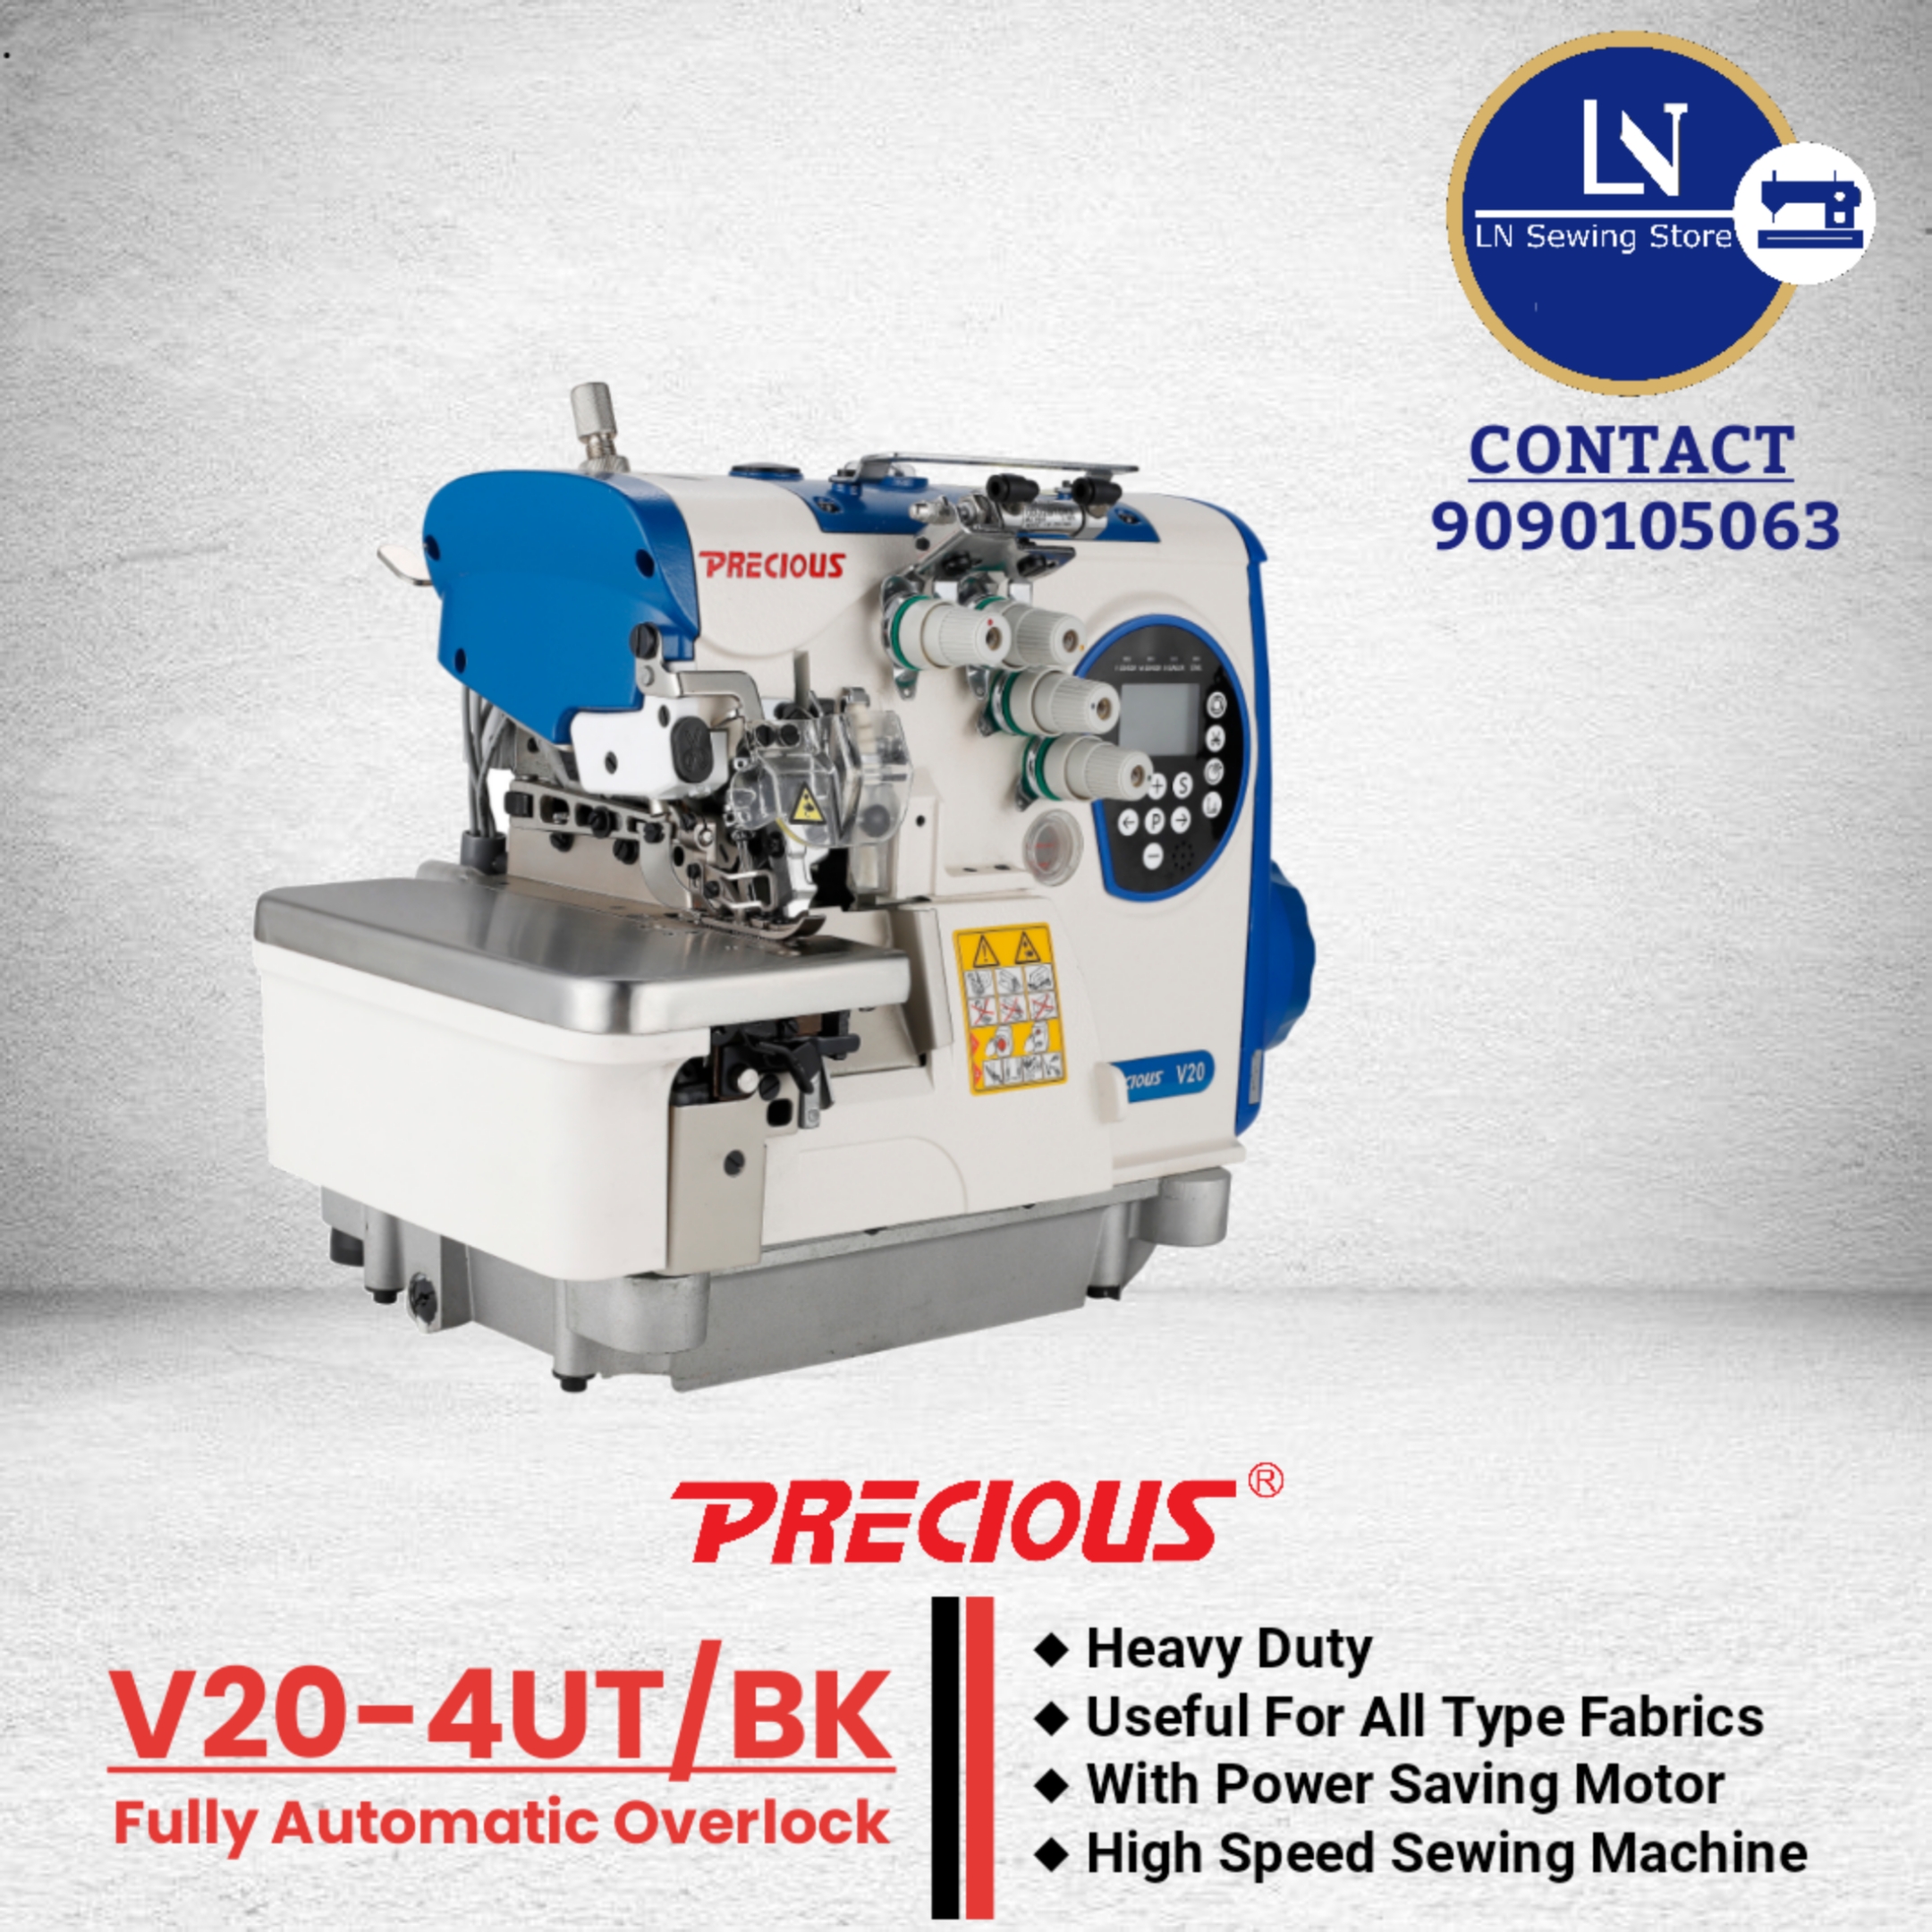 LN
LN Sewing Store
CONTACT
9090105063
PRECIOUS
+ S
P
V20
PRECIOUS®
V20-4UT/BK
Fully Automatic Overlock
◆ Heavy Duty
◆ Useful For All Type Fabrics
◆ With Power Saving Motor
◆ High Speed Sewing Machine